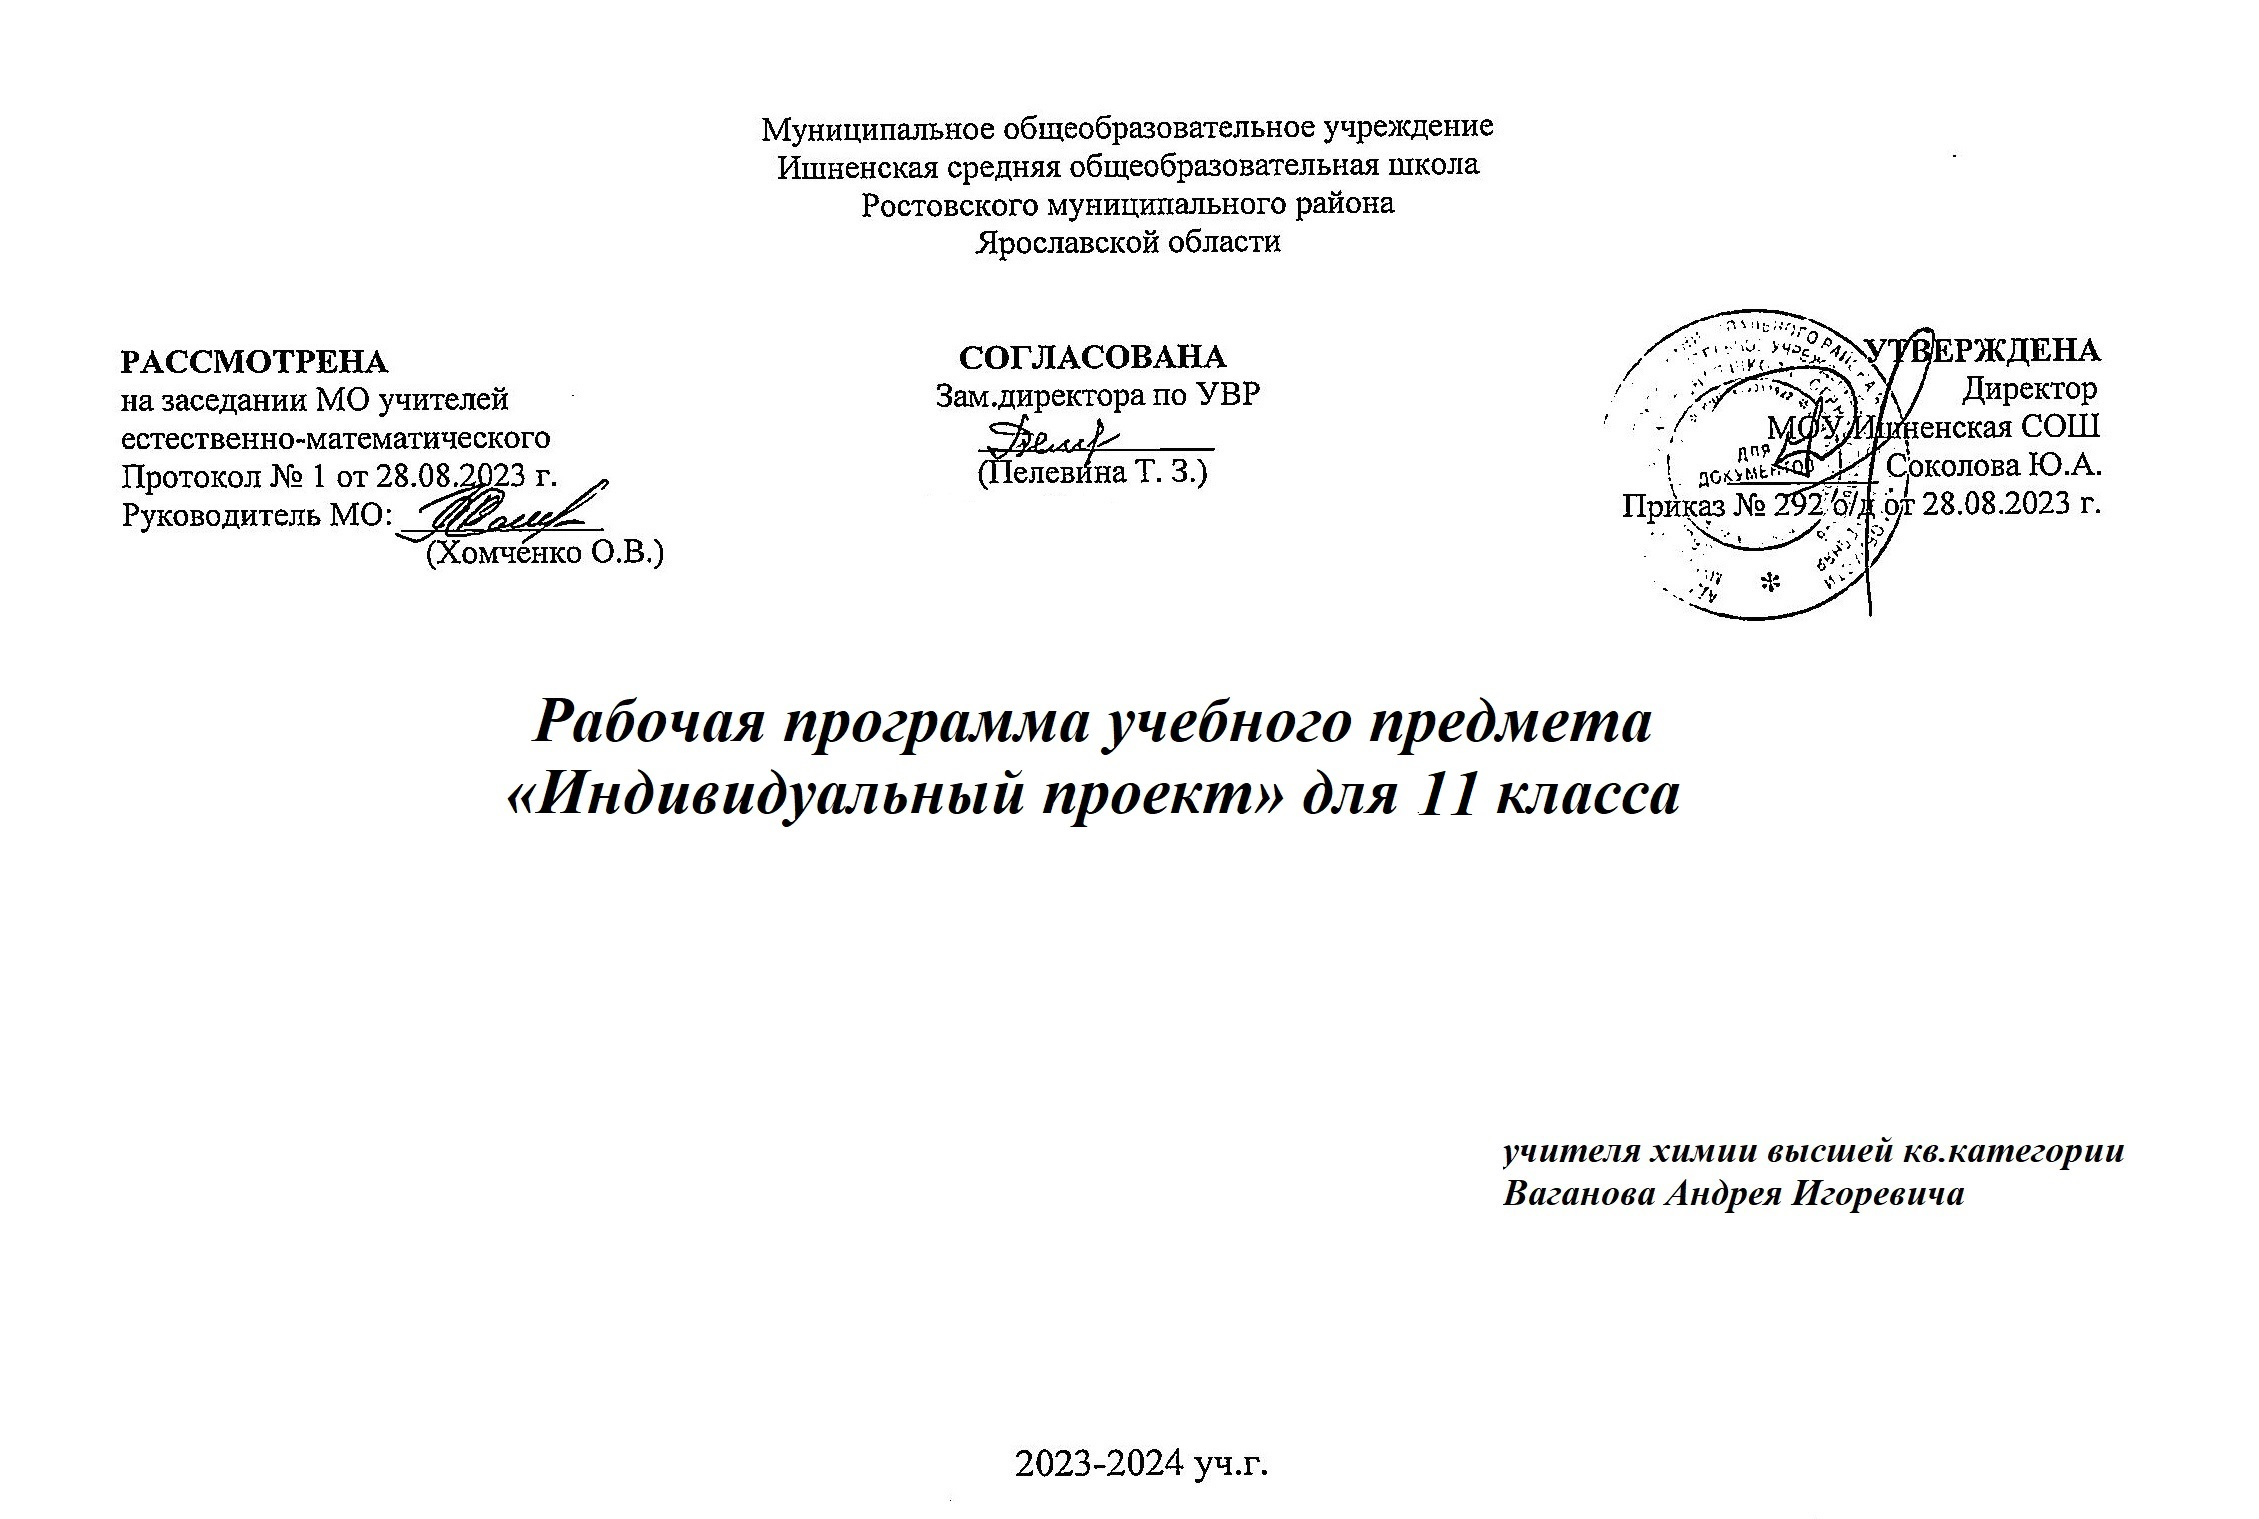 Муниципальное общеобразовательное учреждение
Ишненская средняя общеобразовательная школа
Ростовского муниципального района
Ярославской области
РАССМОТРЕНА
на заседании МО учителей
естественно-математического
Протокол № 1 от 28.08.2023 г.
Руководитель МО:
(Хомченко О.В.)
СОГЛАСОВАНА
Зам.директора по УВР
(Пелевина Т. З.)
УТВЕРЖДЕНА
Директор
МОУ Ишненская СОШ
Соколова Ю.А.
Приказ № 292 о/д от 28.08.2023 г.
ДЛЯ
ДОКУМЕНТОВ
Рабочая программа учебного предмета
«Индивидуальный проект» для 11 класса
учителя химии высшей кв.категории
Ваганова Андрея Игоревича
2023-2024 уч.г.